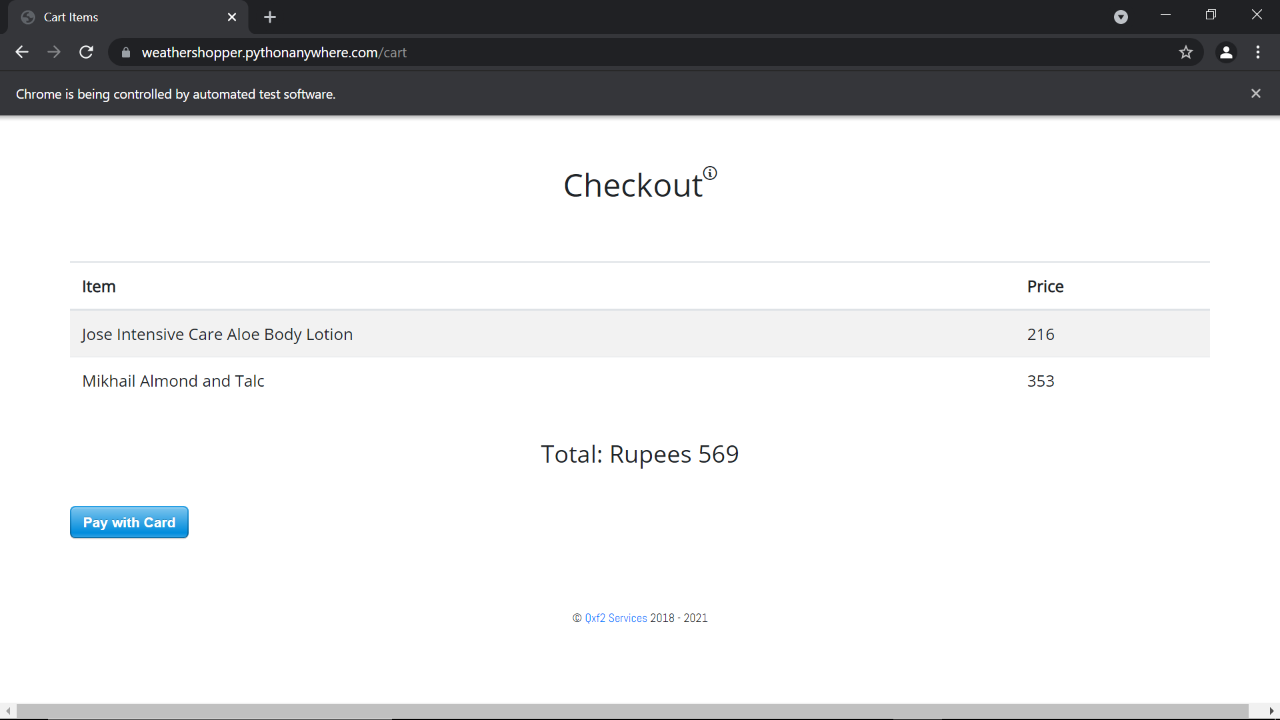 Cart Items
weathershopper.pythonanywhere.com/cart
Chrome is being controlled by automated test software.
Checkout
Item Price
Jose Intensive Care Aloe Body Lotion 216
Mikhail Almond and Talc 353
Total: Rupees 569
Pay with Card
© Qxf2 Services 2018 - 2021